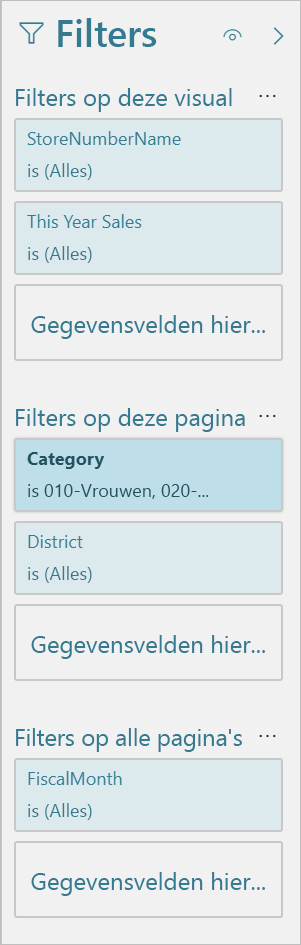 Filters
Filters op deze visual ...
StoreNumberName
is (Alles)
This Year Sales
is (Alles)
Gegevensvelden hier...
Filters op deze pagina ...
Category
is 010-Vrouwen, 020-...
District
is (Alles)
Gegevensvelden hier...
Filters op alle pagina's ...
FiscalMonth
is (Alles)
Gegevensvelden hier...